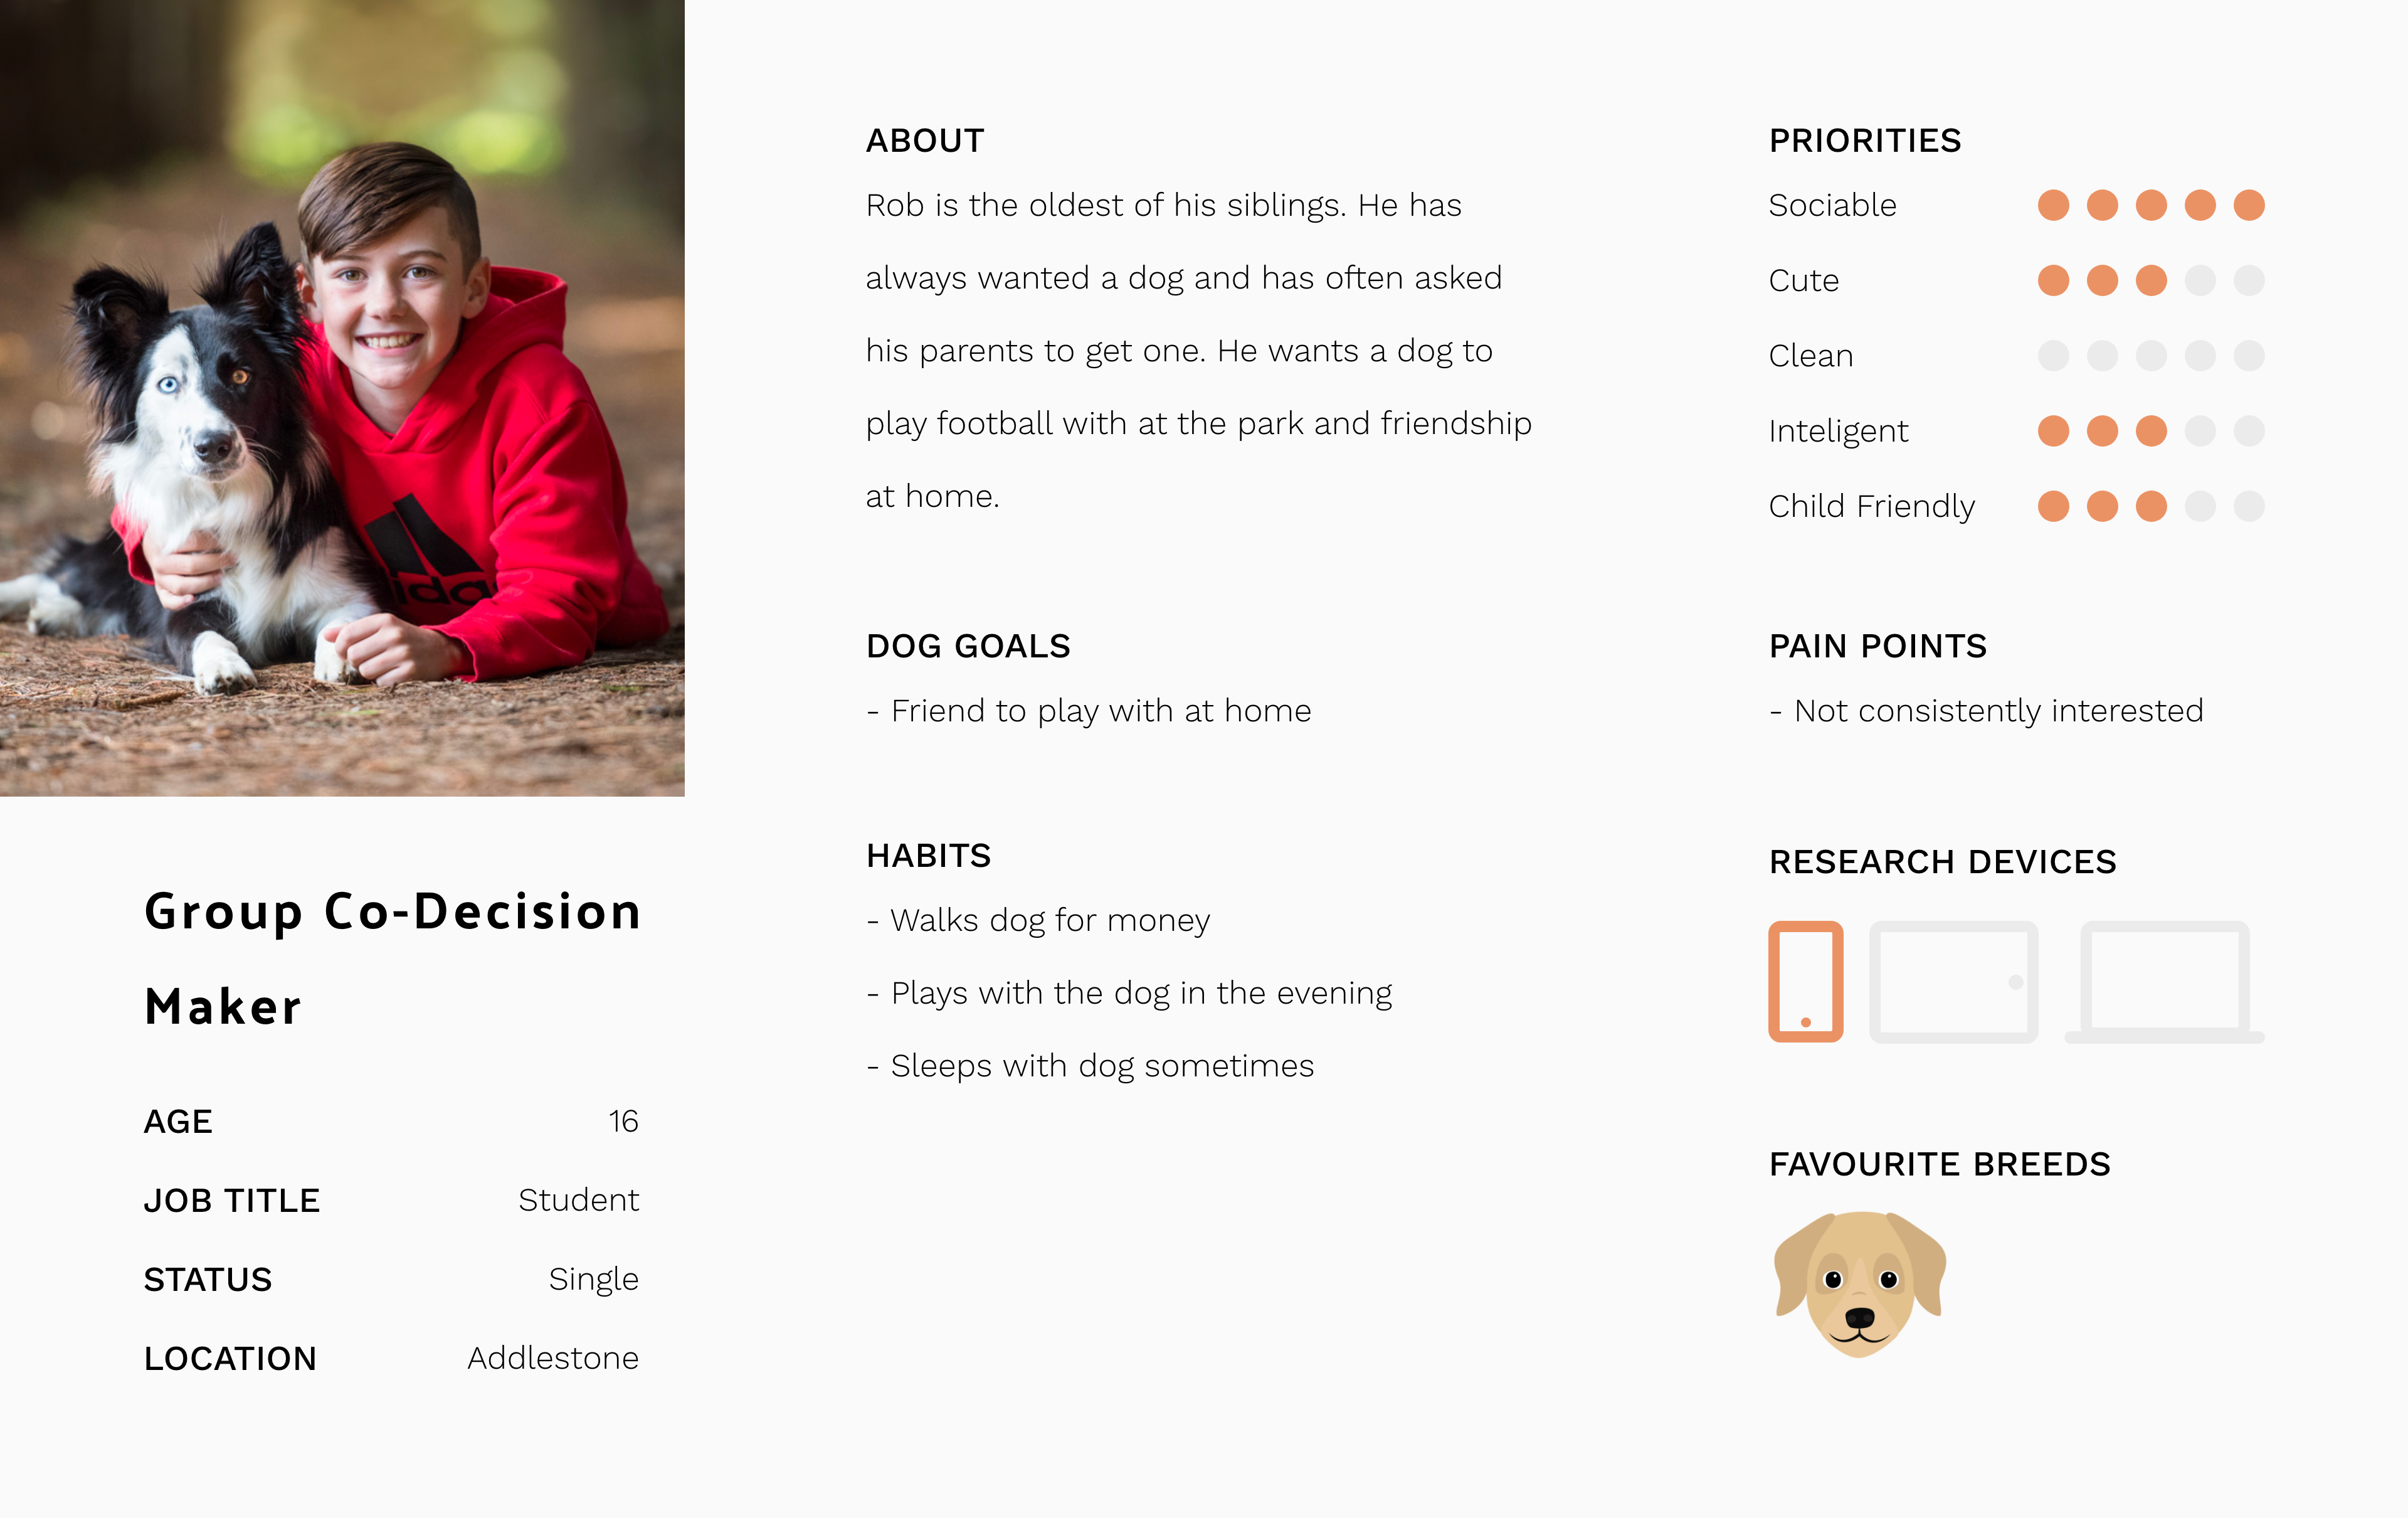 ABOUT
Rob is the oldest of his siblings. He has
always wanted a dog and has often asked
his parents to get one. He wants a dog to
play football with at the park and friendship
at home.
DOG GOALS
- Friend to play with at home
HABITS
- Walks dog for money
- Plays with the dog in the evening
- Sleeps with dog sometimes
PRIORITIES
Sociable
Cute
Clean
Inteligent
Child Friendly
PAIN POINTS
- Not consistently interested
RESEARCH DEVICES
FAVOURITE BREEDS
Group Co-Decision
Maker
AGE 16
JOB TITLE Student
STATUS Single
LOCATION Addlestone